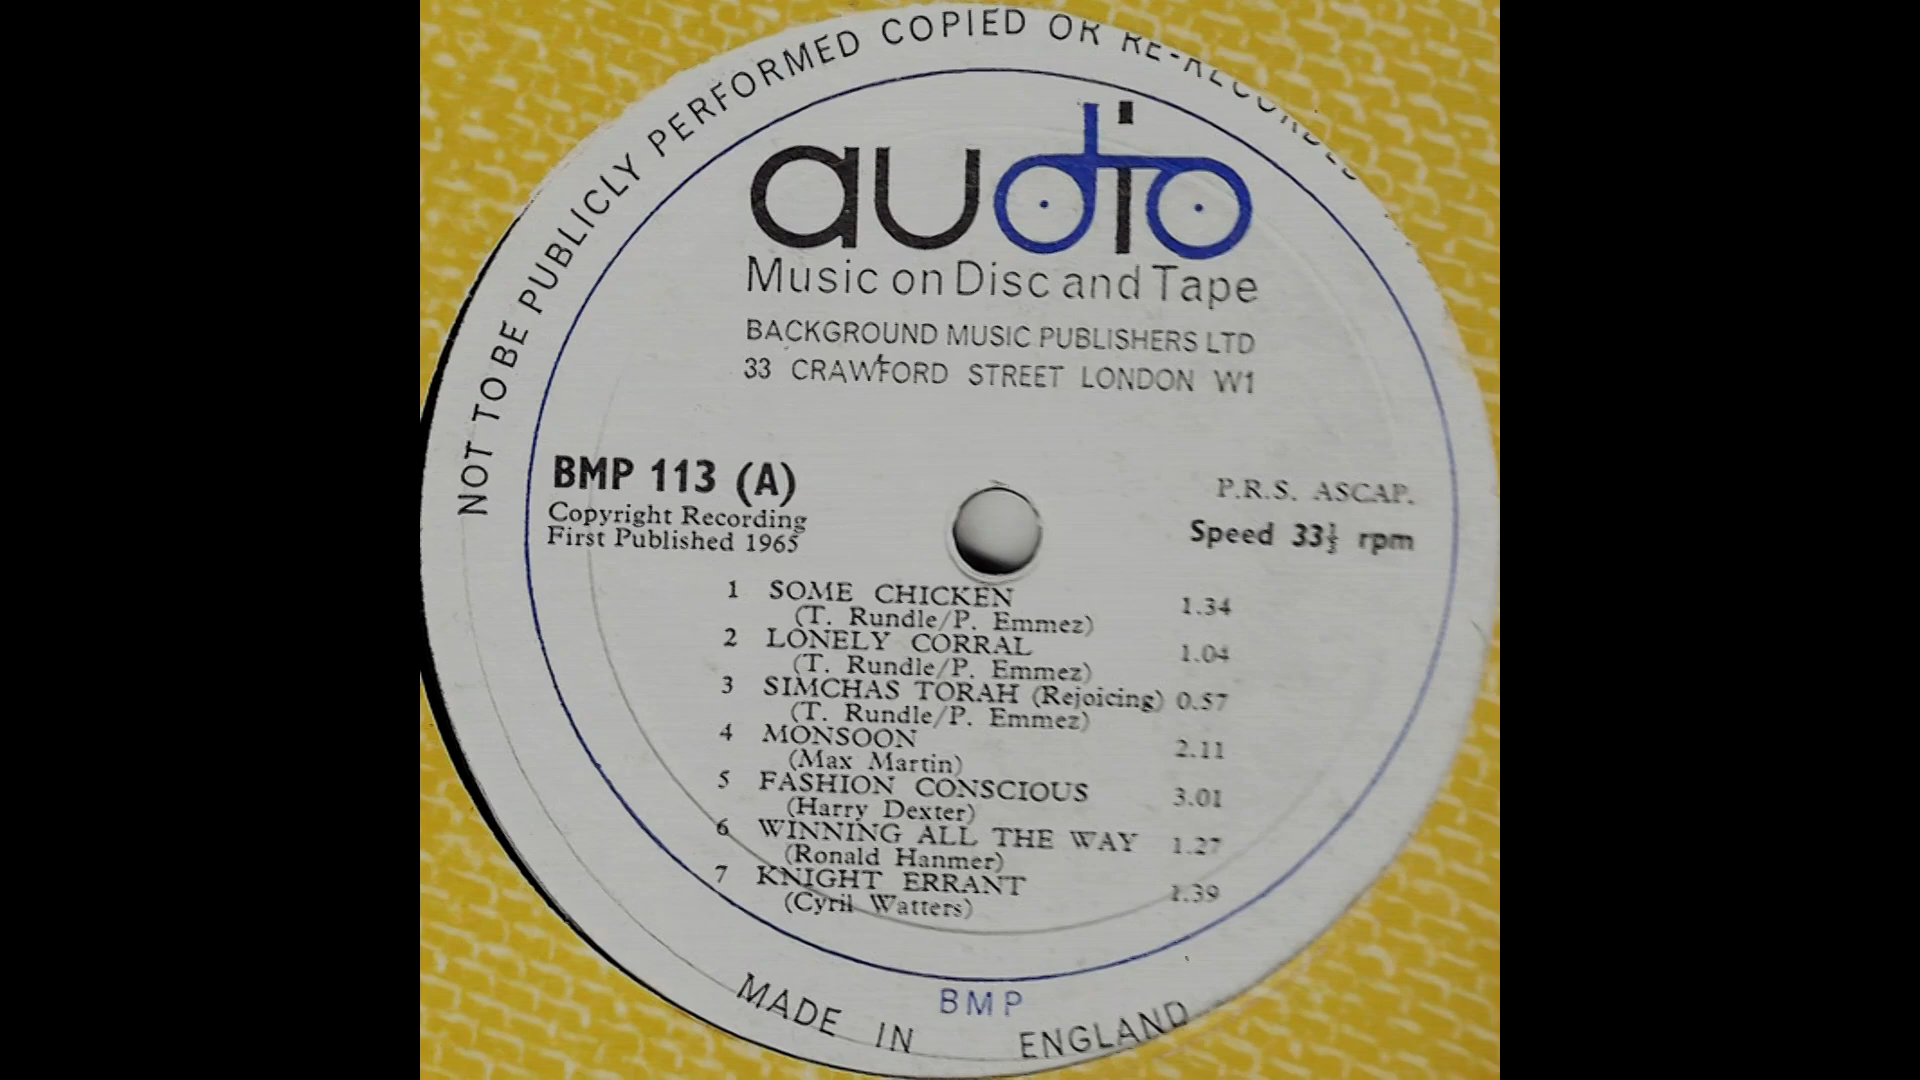 NOT TO BE PUBLICLY PERFORMED COPIED OR RE-RECORDED
audio
Music on Disc and Tape
BACKGROUND MUSIC PUBLISHERS LTD
33 CRAWFORD STREET LONDON W1
BMP 113 (A)
Copyright Recording
First Published 1965
P.R.S. ASCAP.
Speed 33⅓ rpm
1 SOME CHICKEN 1.34
(T. Rundle/P. Emmez)
2 LONELY CORRAL 1.04
(T. Rundle/P. Emmez)
3 SIMCHAS TORAH (Rejoicing) 0.57
(T. Rundle/P. Emmez)
4 MONSOON 2.11
(Max Martin)
5 FASHION CONSCIOUS 3.01
(Harry Dexter)
6 WINNING ALL THE WAY 1.27
(Ronald Hanmer)
7 KNIGHT ERRANT 1.39
(Cyril Watters)
BMP
MADE IN ENGLAND